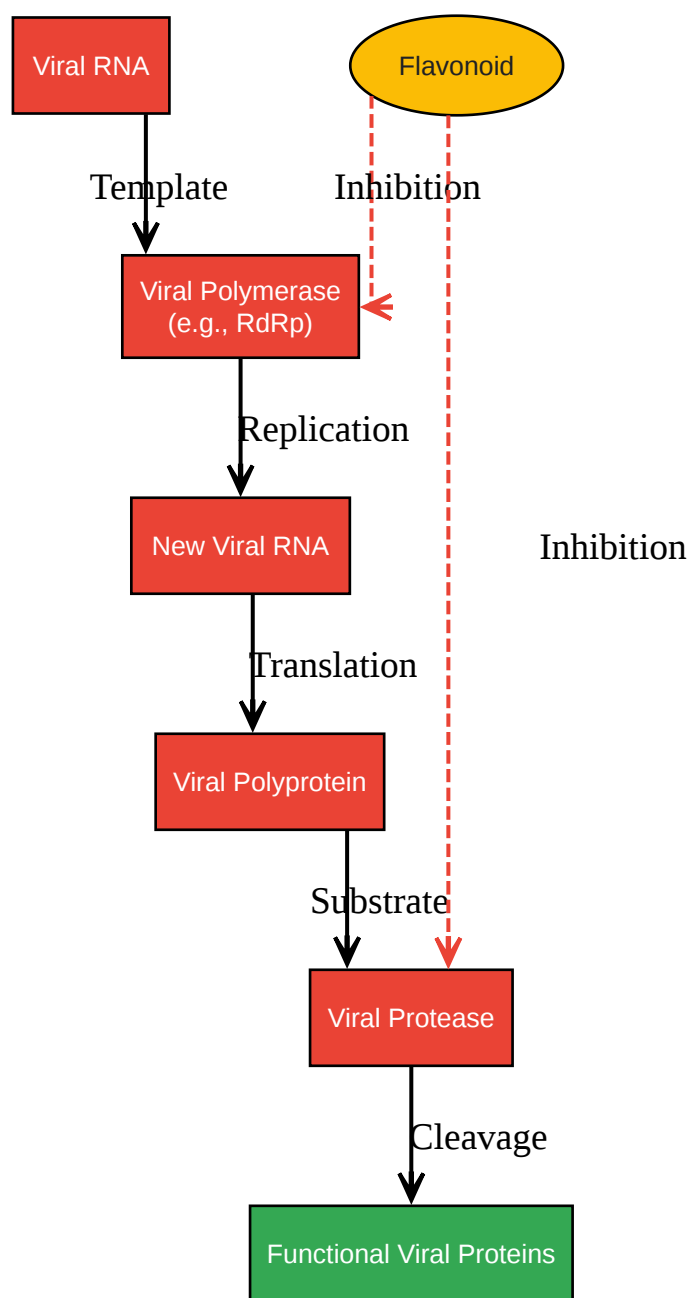 Viral RNA
Flavonoid
Template
Inhibition
Viral Polymerase
(e.g., RdRp)
Replication
New Viral RNA
Inhibition
Translation
Viral Polyprotein
Substrate
Viral Protease
Cleavage
Functional Viral Proteins